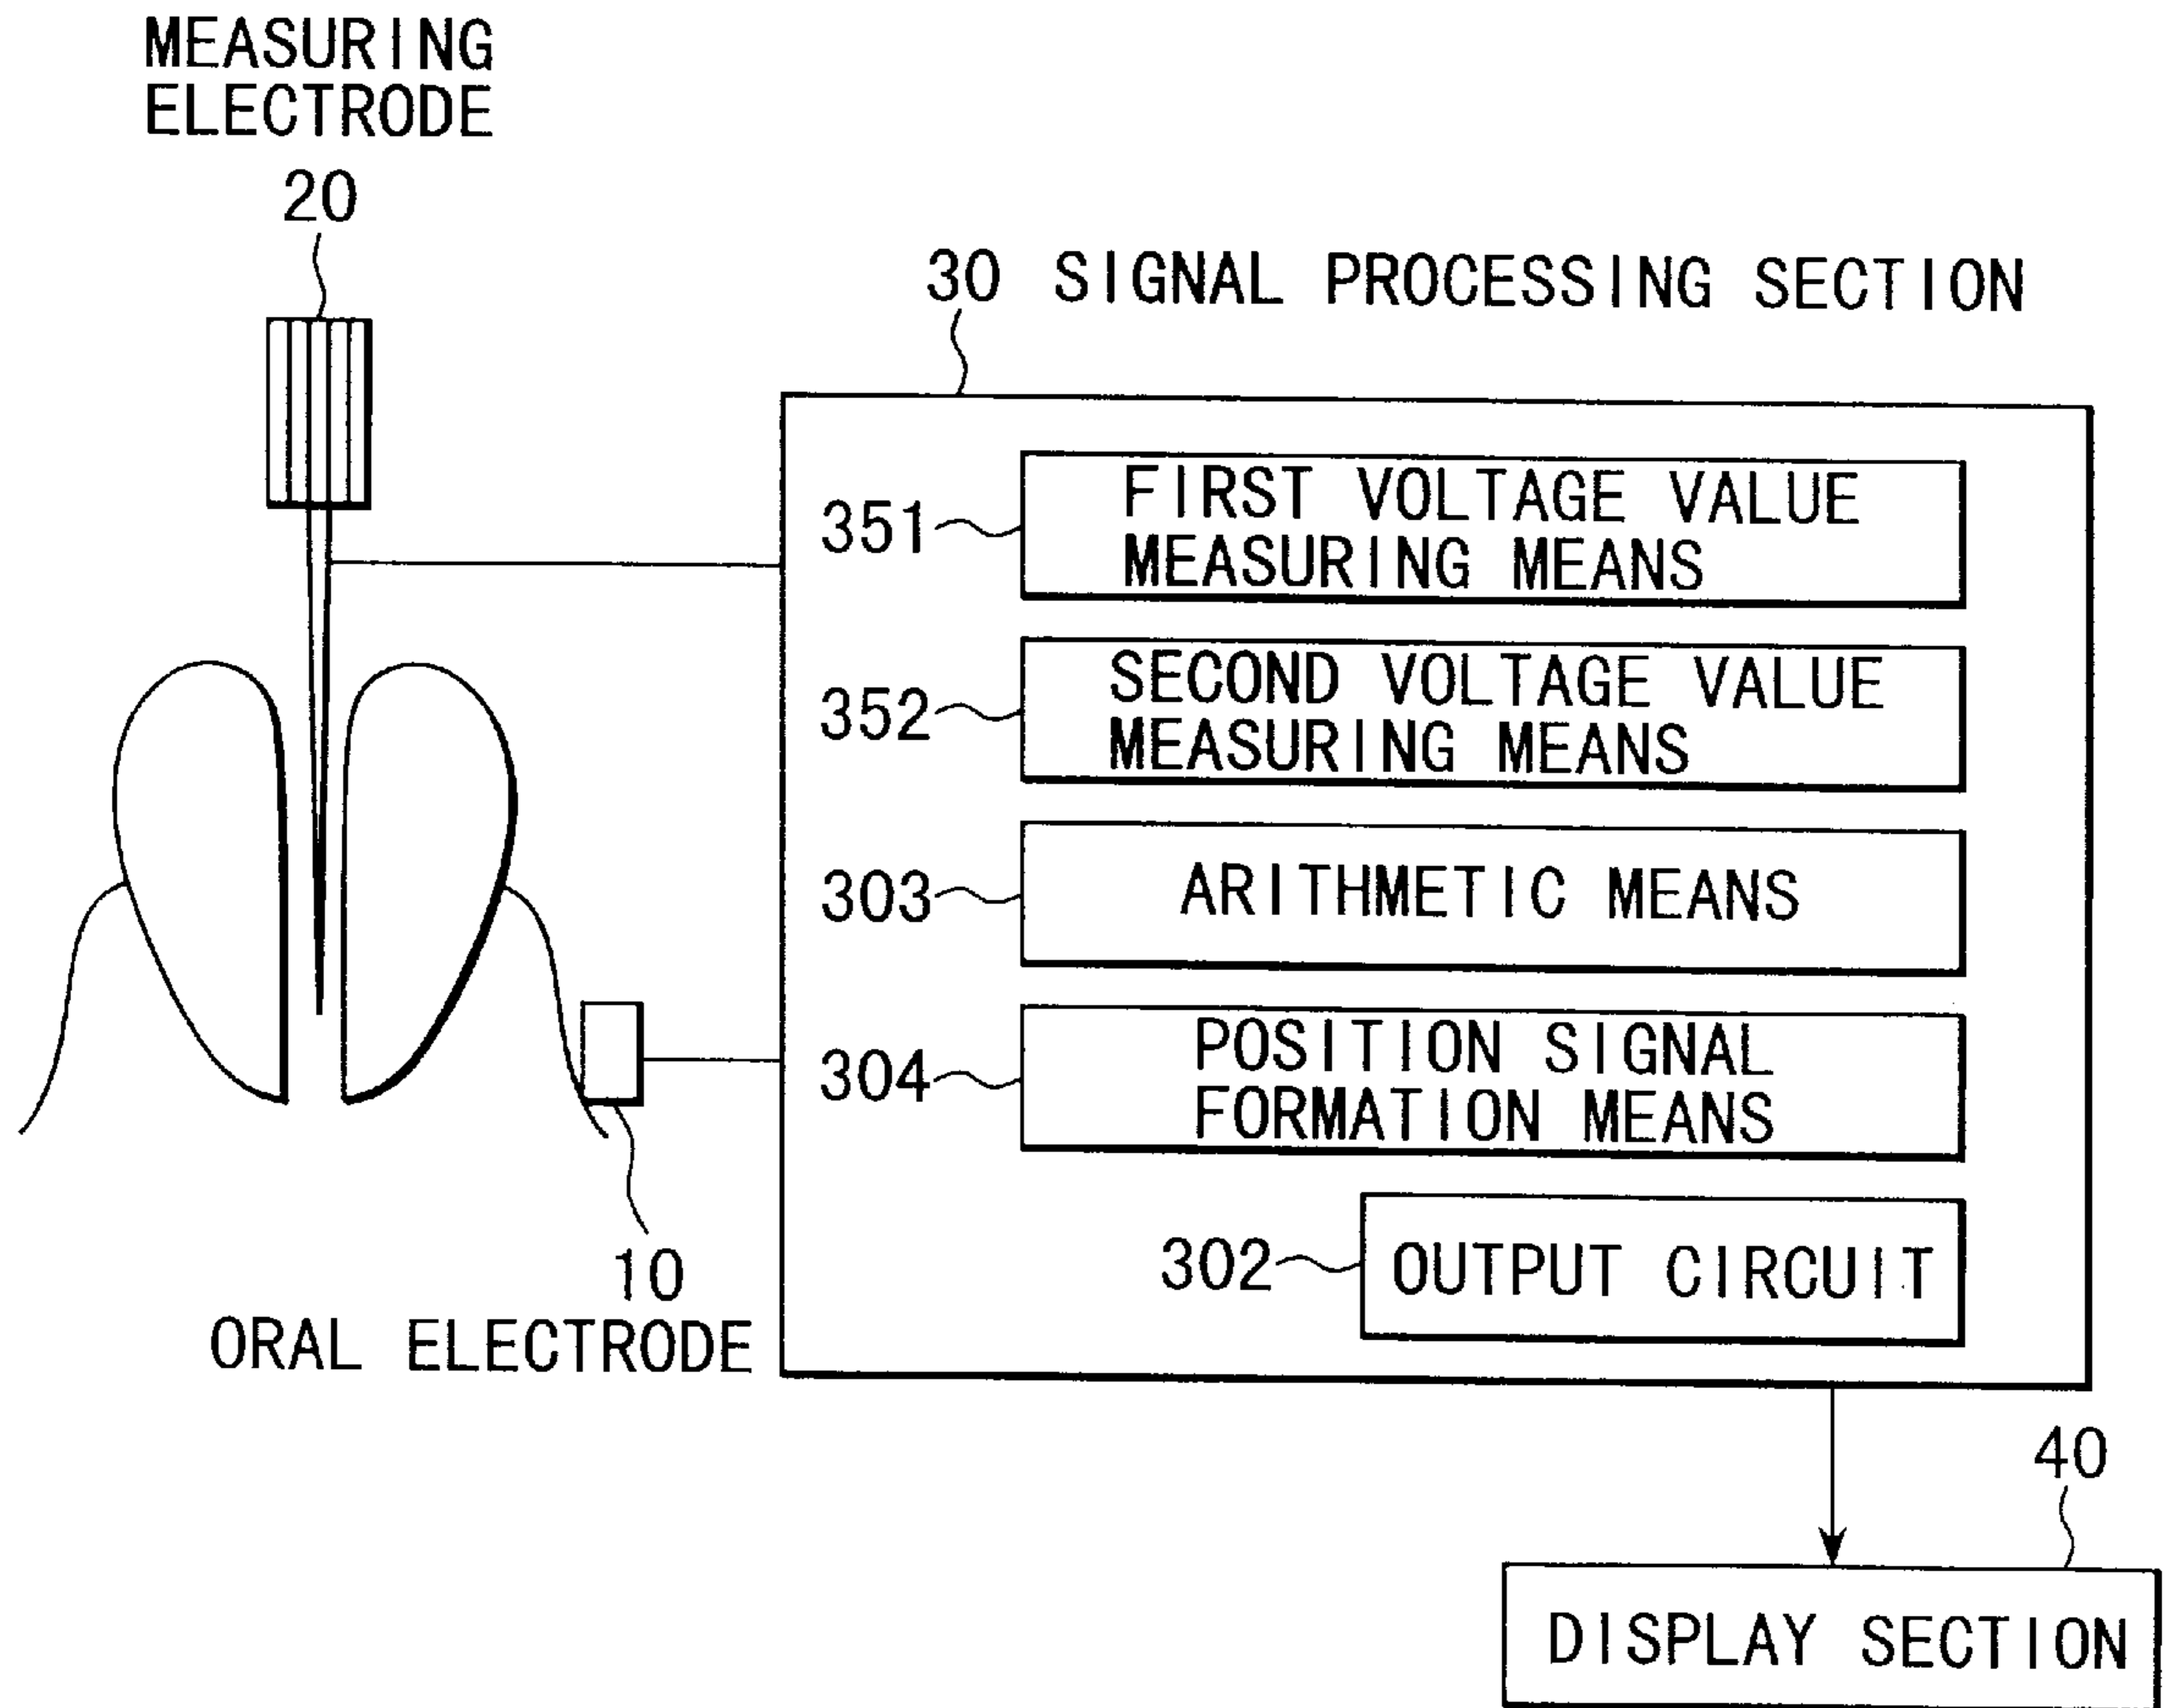 MEASURING
ELECTRODE
20
30 SIGNAL PROCESSING SECTION
351
FIRST VOLTAGE VALUE
MEASURING MEANS
352
SECOND VOLTAGE VALUE
MEASURING MEANS
303
ARITHMETIC MEANS
304
POSITION SIGNAL
FORMATION MEANS
302
OUTPUT CIRCUIT
10
ORAL ELECTRODE
40
DISPLAY SECTION